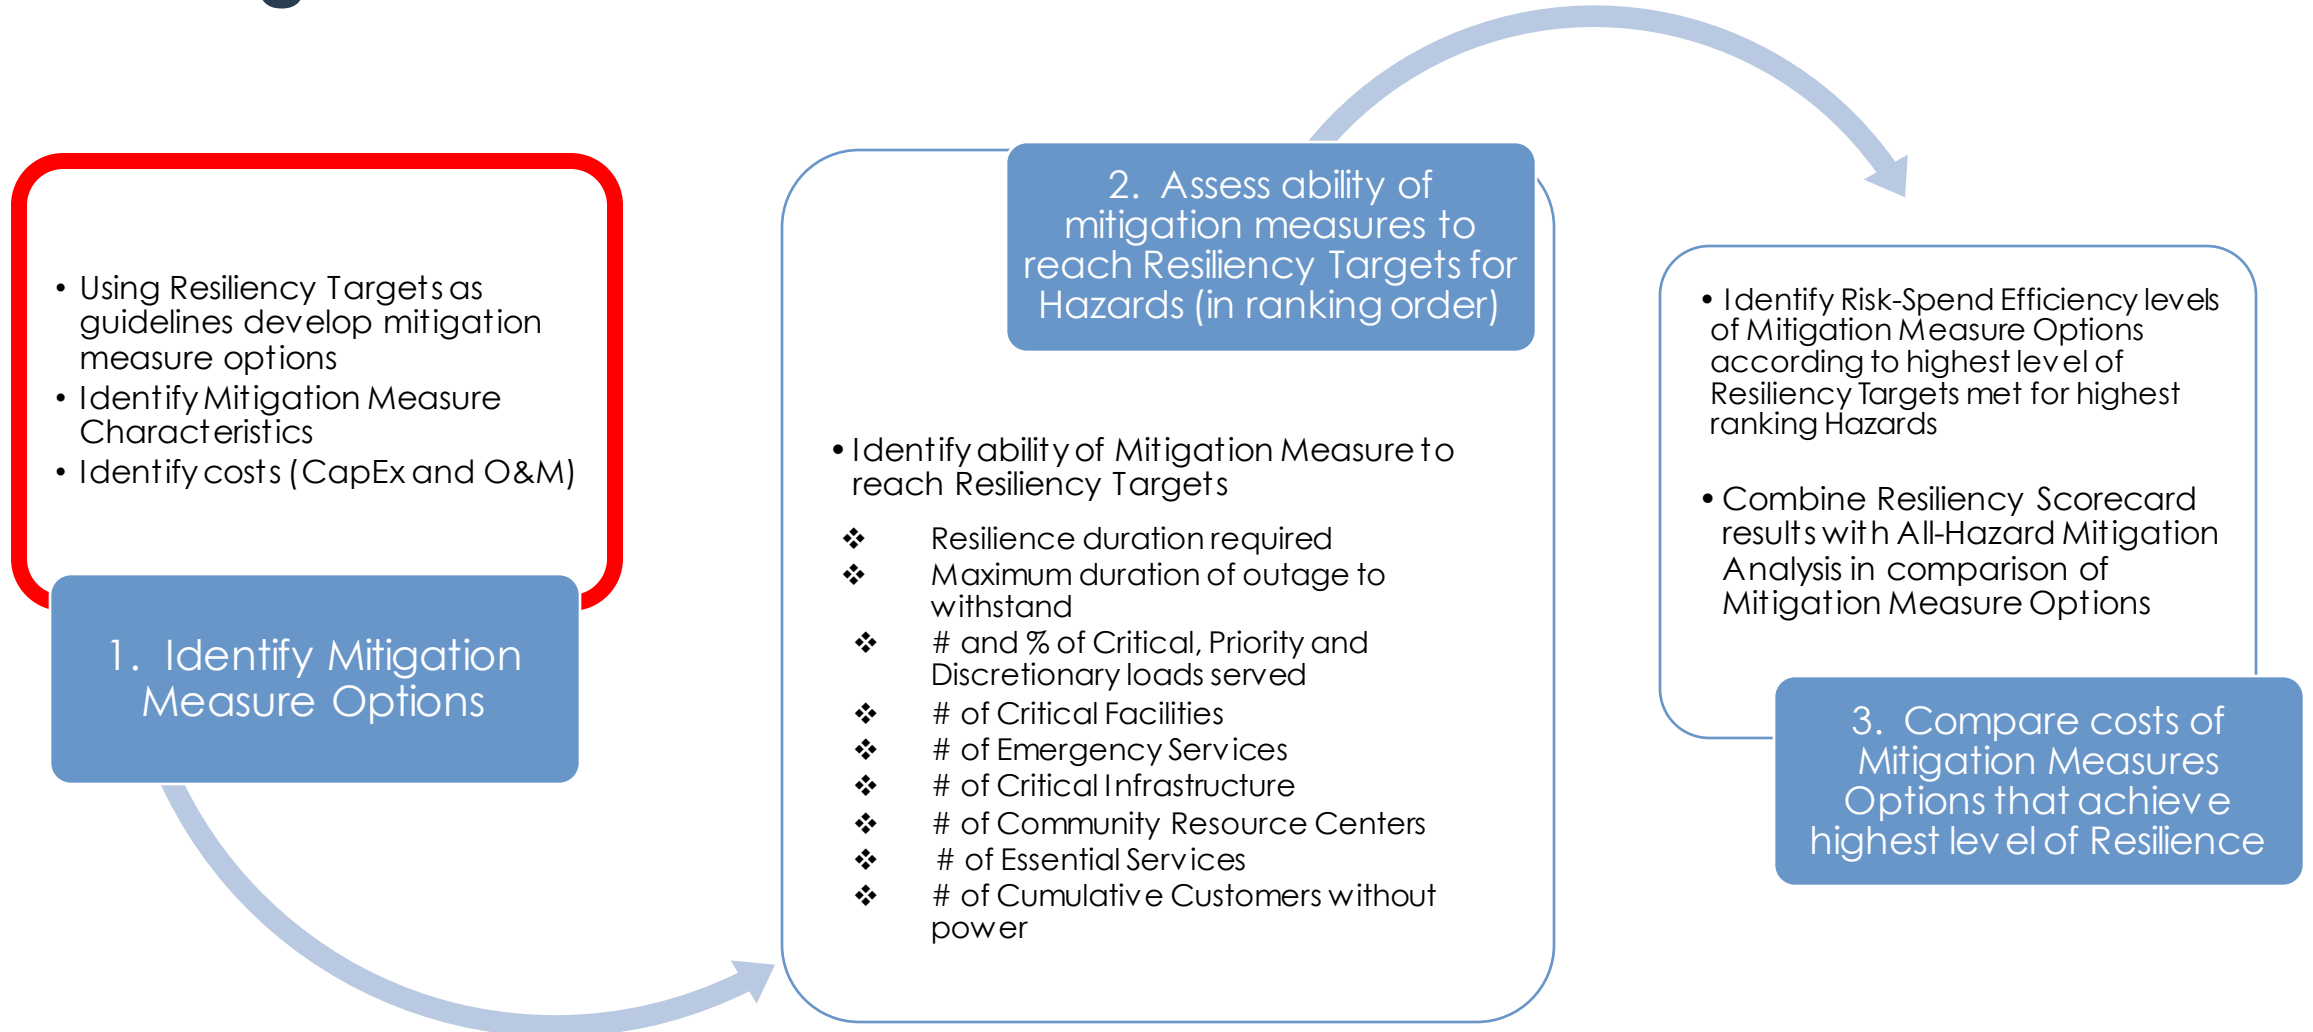 • Using Resiliency Targets as
guidelines develop mitigation
measure options
• Identify Mitigation Measure
Characteristics
• Identify costs (CapEx and O&M)
1. Identify Mitigation
Measure Options
2. Assess ability of
mitigation measures to
reach Resiliency Targets for
Hazards (in ranking order)
• Identify ability of Mitigation Measure to
reach Resiliency Targets
❖ Resilience duration required
❖ Maximum duration of outage to
withstand
❖ # and % of Critical, Priority and
Discretionary loads served
❖ # of Critical Facilities
❖ # of Emergency Services
❖ # of Critical Infrastructure
❖ # of Community Resource Centers
❖ # of Essential Services
❖ # of Cumulative Customers without
power
• Identify Risk-Spend Efficiency levels
of Mitigation Measure Options
according to highest level of
Resiliency Targets met for highest
ranking Hazards
• Combine Resiliency Scorecard
results with All-Hazard Mitigation
Analysis in comparison of
Mitigation Measure Options
3. Compare costs of
Mitigation Measures
Options that achieve
highest level of Resilience